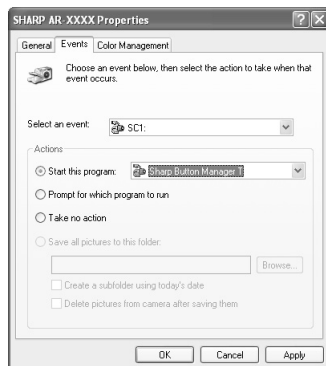 SHARP AR-XXXX Properties
General Events Color Management
Choose an event below, then select the action to take when that
event occurs.
Select an event: SC1:
Actions
Start this program: Sharp Button Manager T
Prompt for which program to run
Take no action
Save all pictures to this folder:
Browse...
Create a subfolder using today's date
Delete pictures from camera after saving them
OK Cancel Apply